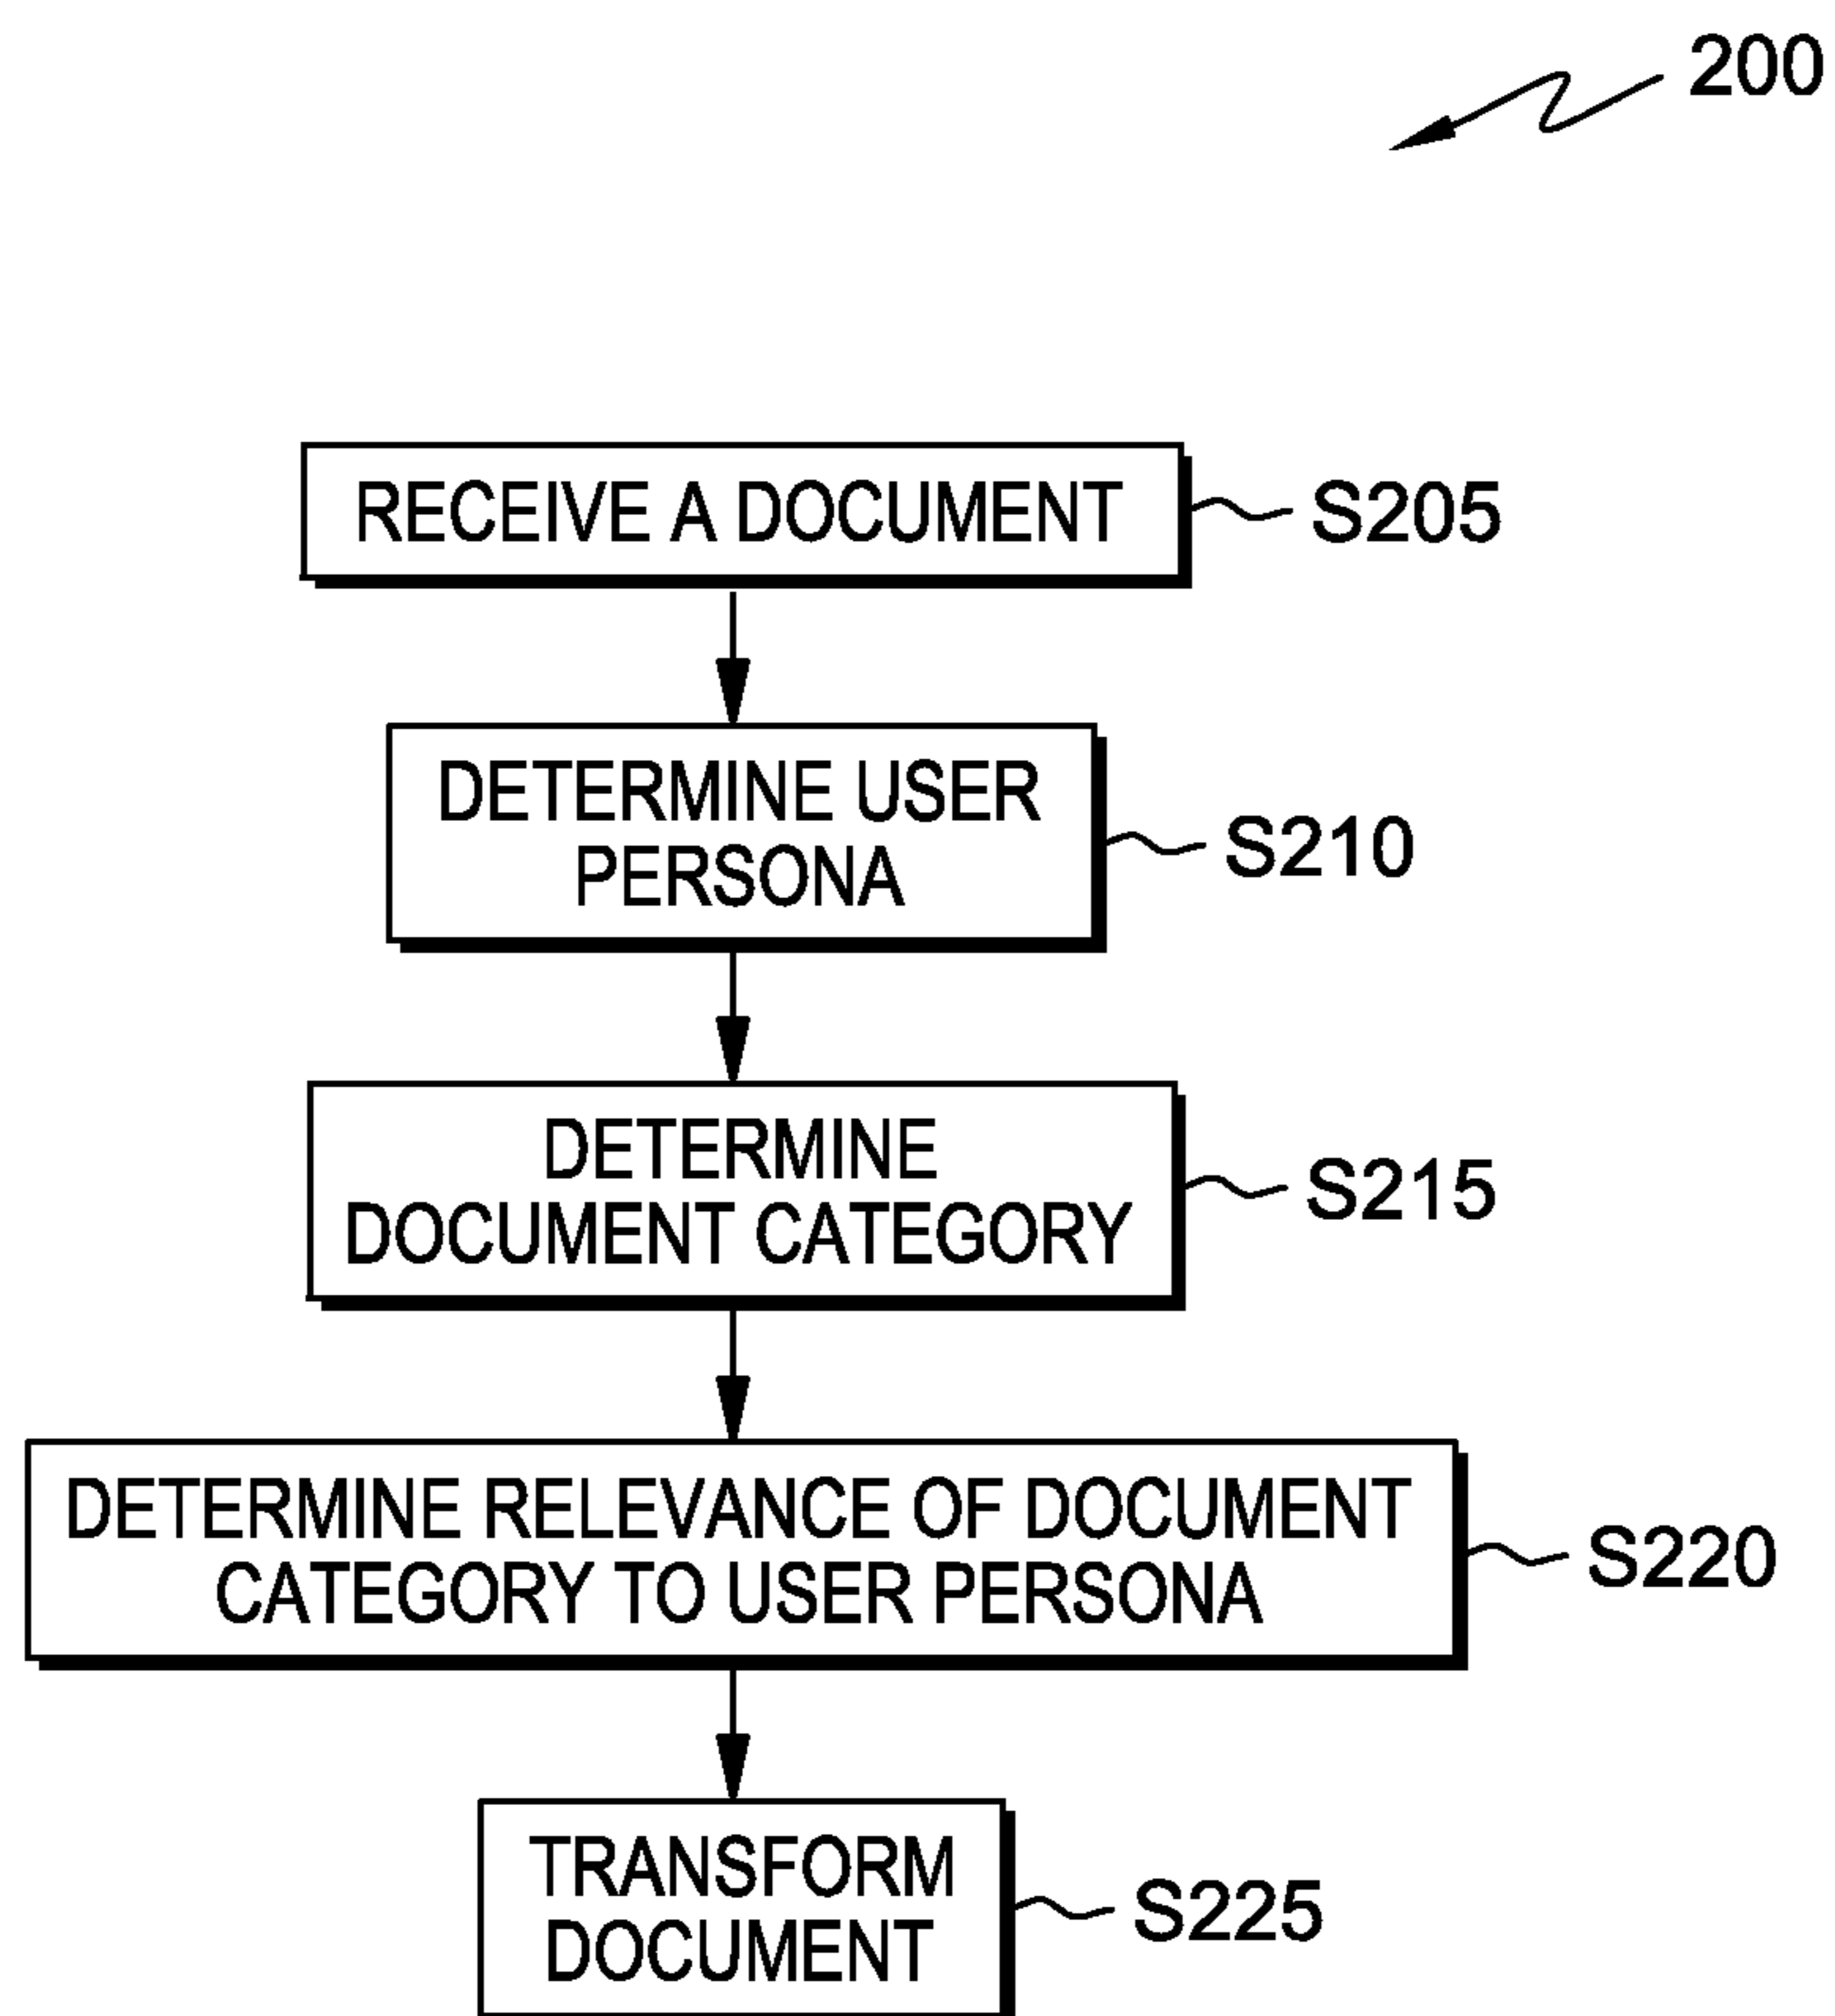 200
RECEIVE A DOCUMENT
S205
DETERMINE USER
PERSONA
S210
DETERMINE
DOCUMENT CATEGORY
S215
DETERMINE RELEVANCE OF DOCUMENT
CATEGORY TO USER PERSONA
S220
TRANSFORM
DOCUMENT
S225